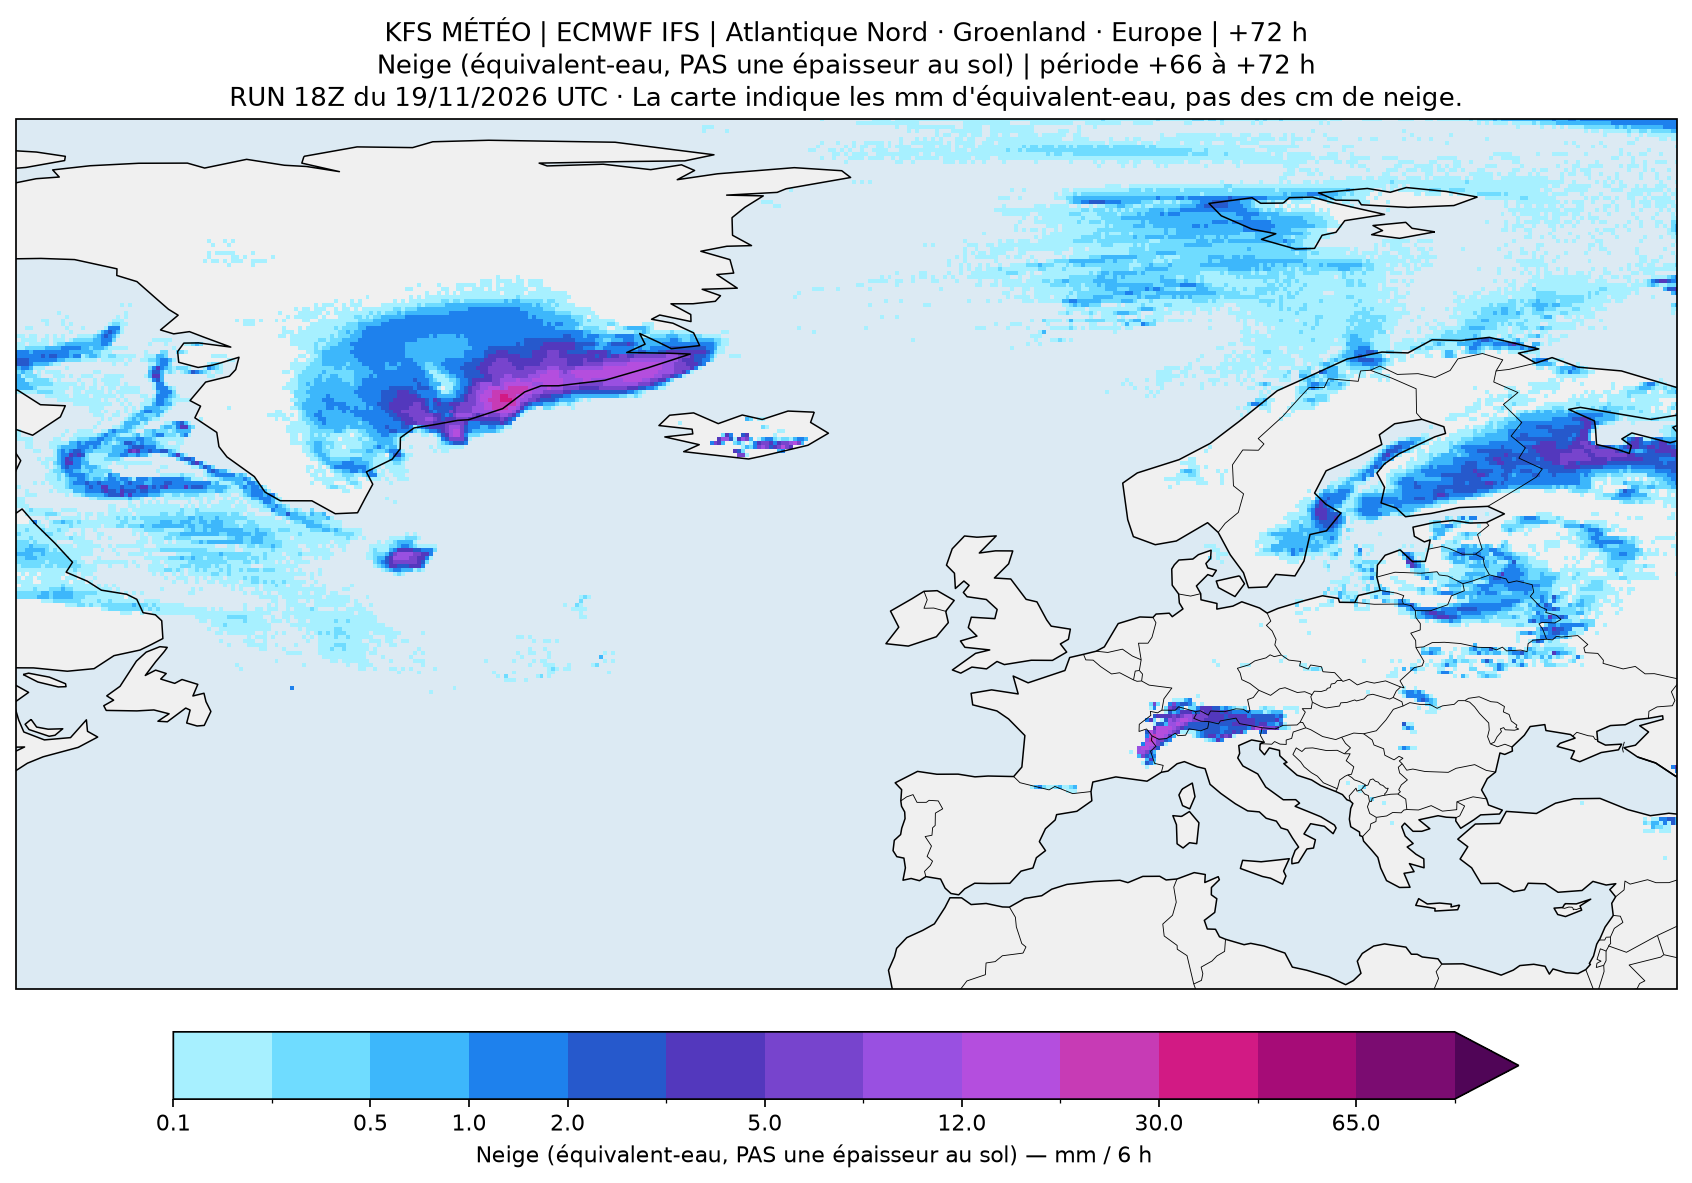 KFS MÉTÉO | ECMWF IFS | Atlantique Nord · Groenland · Europe | +72 h
Neige (équivalent-eau, PAS une épaisseur au sol) | période +66 à +72 h
RUN 18Z du 19/11/2026 UTC · La carte indique les mm d'équivalent-eau, pas des cm de neige.
0.1 0.5 1.0 2.0 5.0 12.0 30.0 65.0
Neige (équivalent-eau, PAS une épaisseur au sol) — mm / 6 h